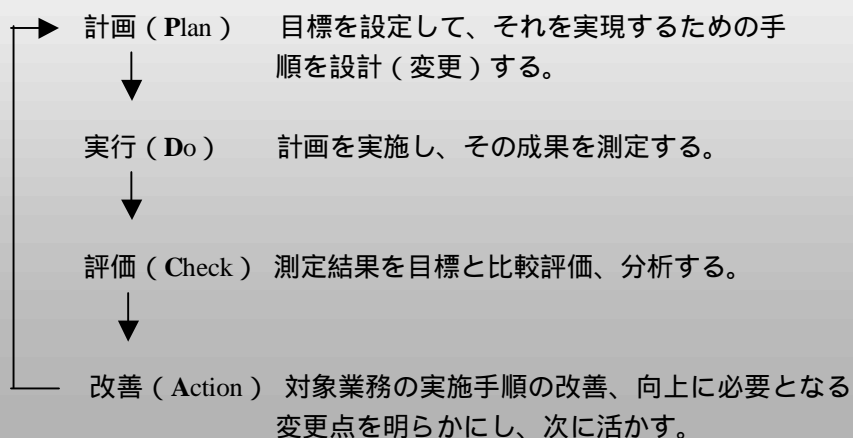 計画（Plan） 目標を設定して、それを実現するための手
順を設計（変更）する。
実行（Do） 計画を実施し、その成果を測定する。
評価（Check） 測定結果を目標と比較評価、分析する。
改善（Action） 対象業務の実施手順の改善、向上に必要となる
変更点を明らかにし、次に活かす。